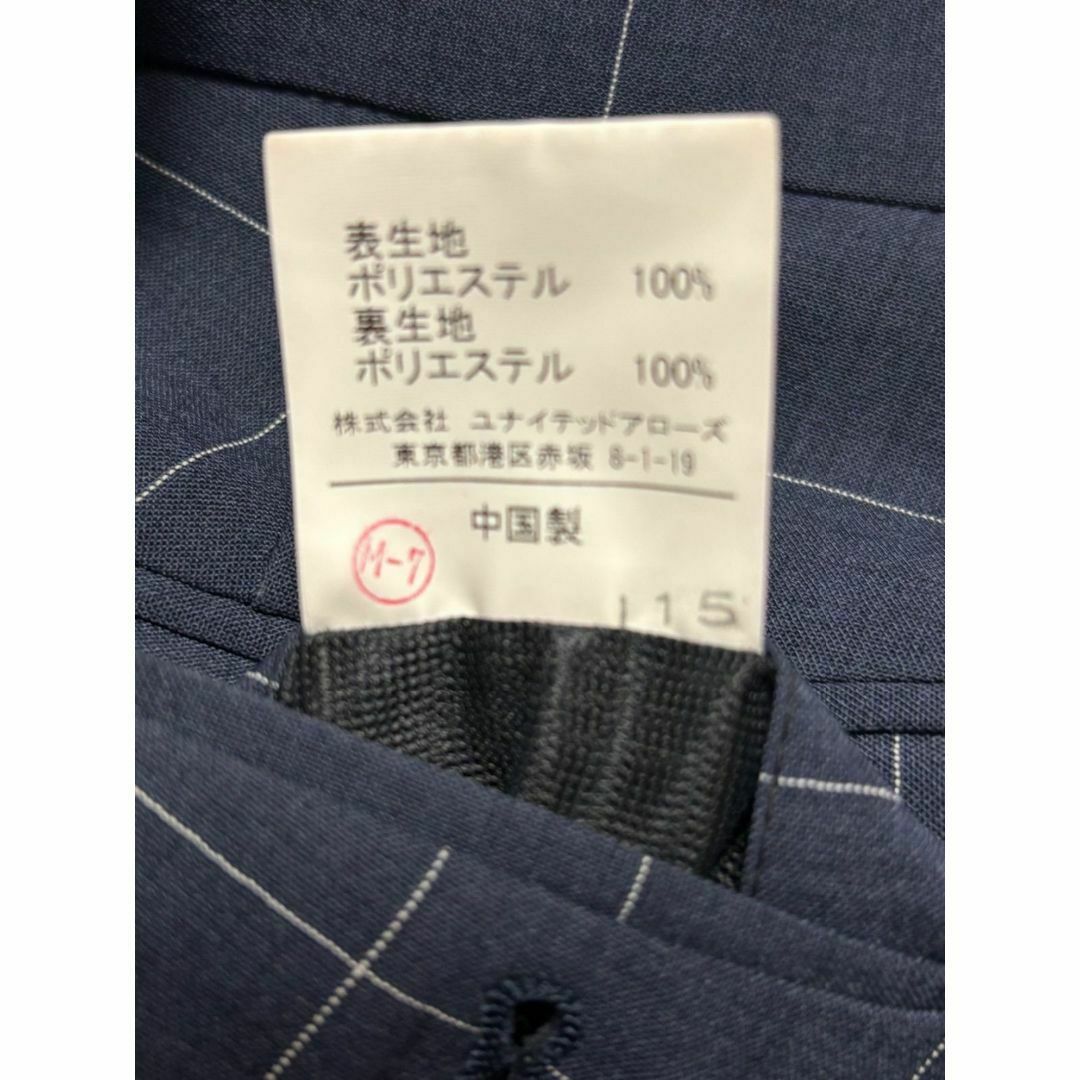 表生地
ポリエステル 100%
裏生地
ポリエステル 100%
株式会社 ユナイテッドアローズ
東京都港区赤坂 8-1-19
中国製
M-7
115